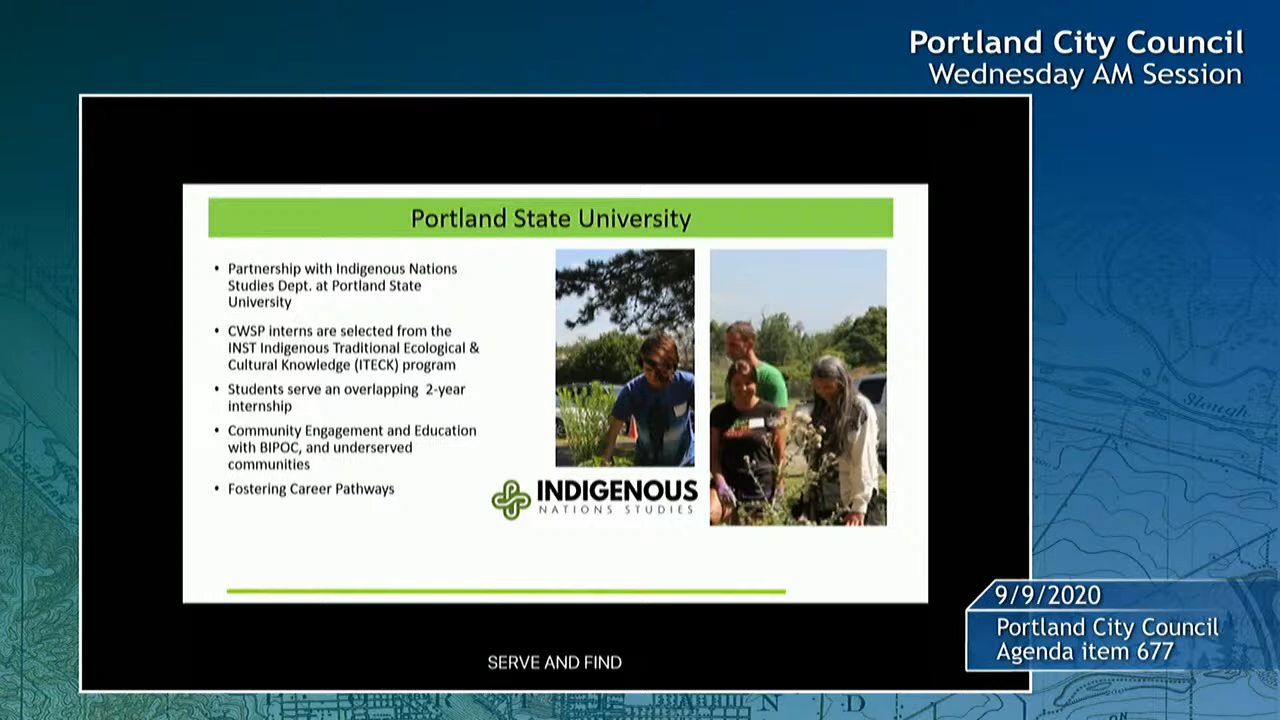 Portland City Council
Wednesday AM Session
Portland State University
• Partnership with Indigenous Nations
Studies Dept. at Portland State
University
• CWSP interns are selected from the
INST Indigenous Traditional Ecological &
Cultural Knowledge (ITECK) program
• Students serve an overlapping 2-year
internship
• Community Engagement and Education
with BIPOC, and underserved
communities
• Fostering Career Pathways
INDIGENOUS
NATIONS STUDIES
Slough
SERVE AND FIND
9/9/2020
Portland City Council
Agenda item 677
N D
ON